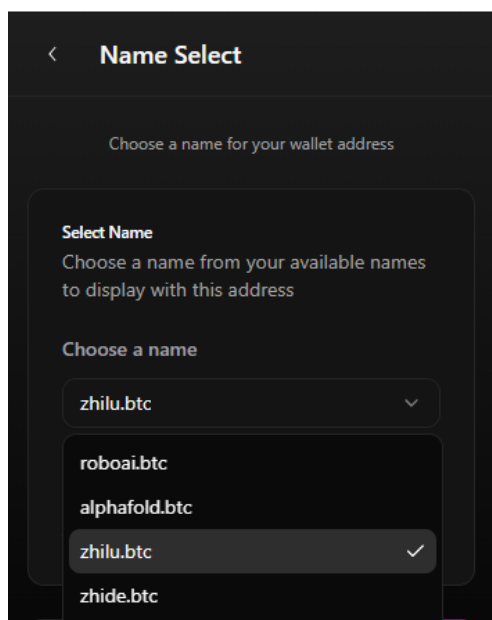 Name Select
Choose a name for your wallet address
Select Name
Choose a name from your available names
to display with this address
Choose a name
zhilu.btc
roboai.btc
alphafold.btc
zhilu.btc
zhide.btc